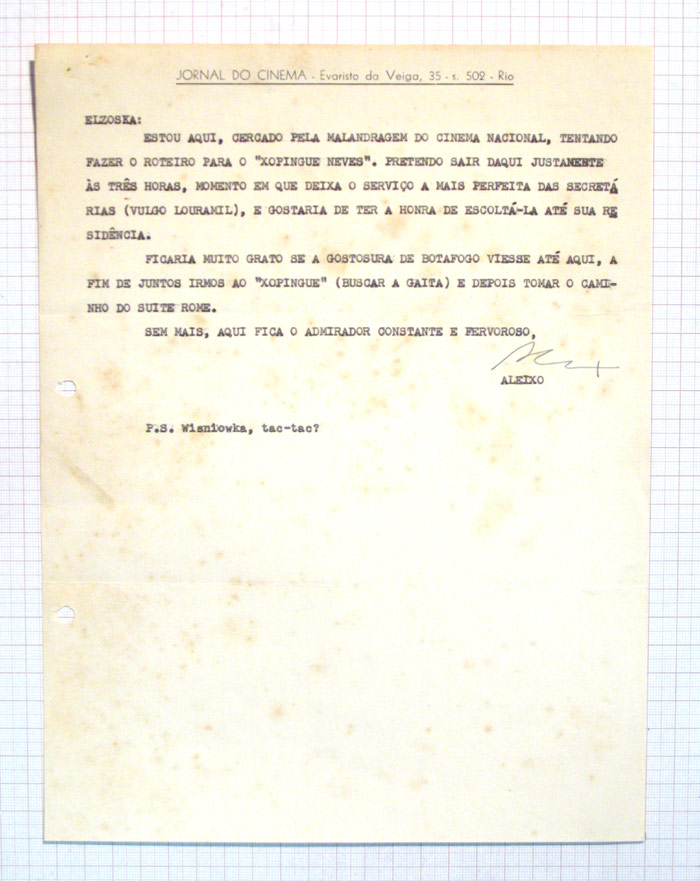 JORNAL DO CINEMA - Evaristo da Veiga, 35 - s. 502 - Rio
ELZOSKA:
ESTOU AQUI, CERCADO PELA MALANDRAGEM DO CINEMA NACIONAL, TENTANDO
FAZER O ROTEIRO PARA O "XOPINGUE NEVES". PRETENDO SAIR DAQUI JUSTAMENTE
ÀS TRÊS HORAS, MOMENTO EM QUE DEIXA O SERVIÇO A MAIS PERFEITA DAS SECRETÁ
RIAS (VULGO LOURAMIL), E GOSTARIA DE TER A HONRA DE ESCOLTÁ-LA ATÉ SUA RE
SIDÊNCIA.
FICARIA MUITO GRATO SE A GOSTOSURA DE BOTAFOGO VIESSE ATÉ AQUI, A
FIM DE JUNTOS IRMOS AO "XOPINGUE" (BUSCAR A GAITA) E DEPOIS TOMAR O CAMI-
NHO DO SUITE ROME.
SEM MAIS, AQUI FICA O ADMIRADOR CONSTANTE E FERVOROSO,
ALEIXO
P.S. Wisniowka, tac-tac?